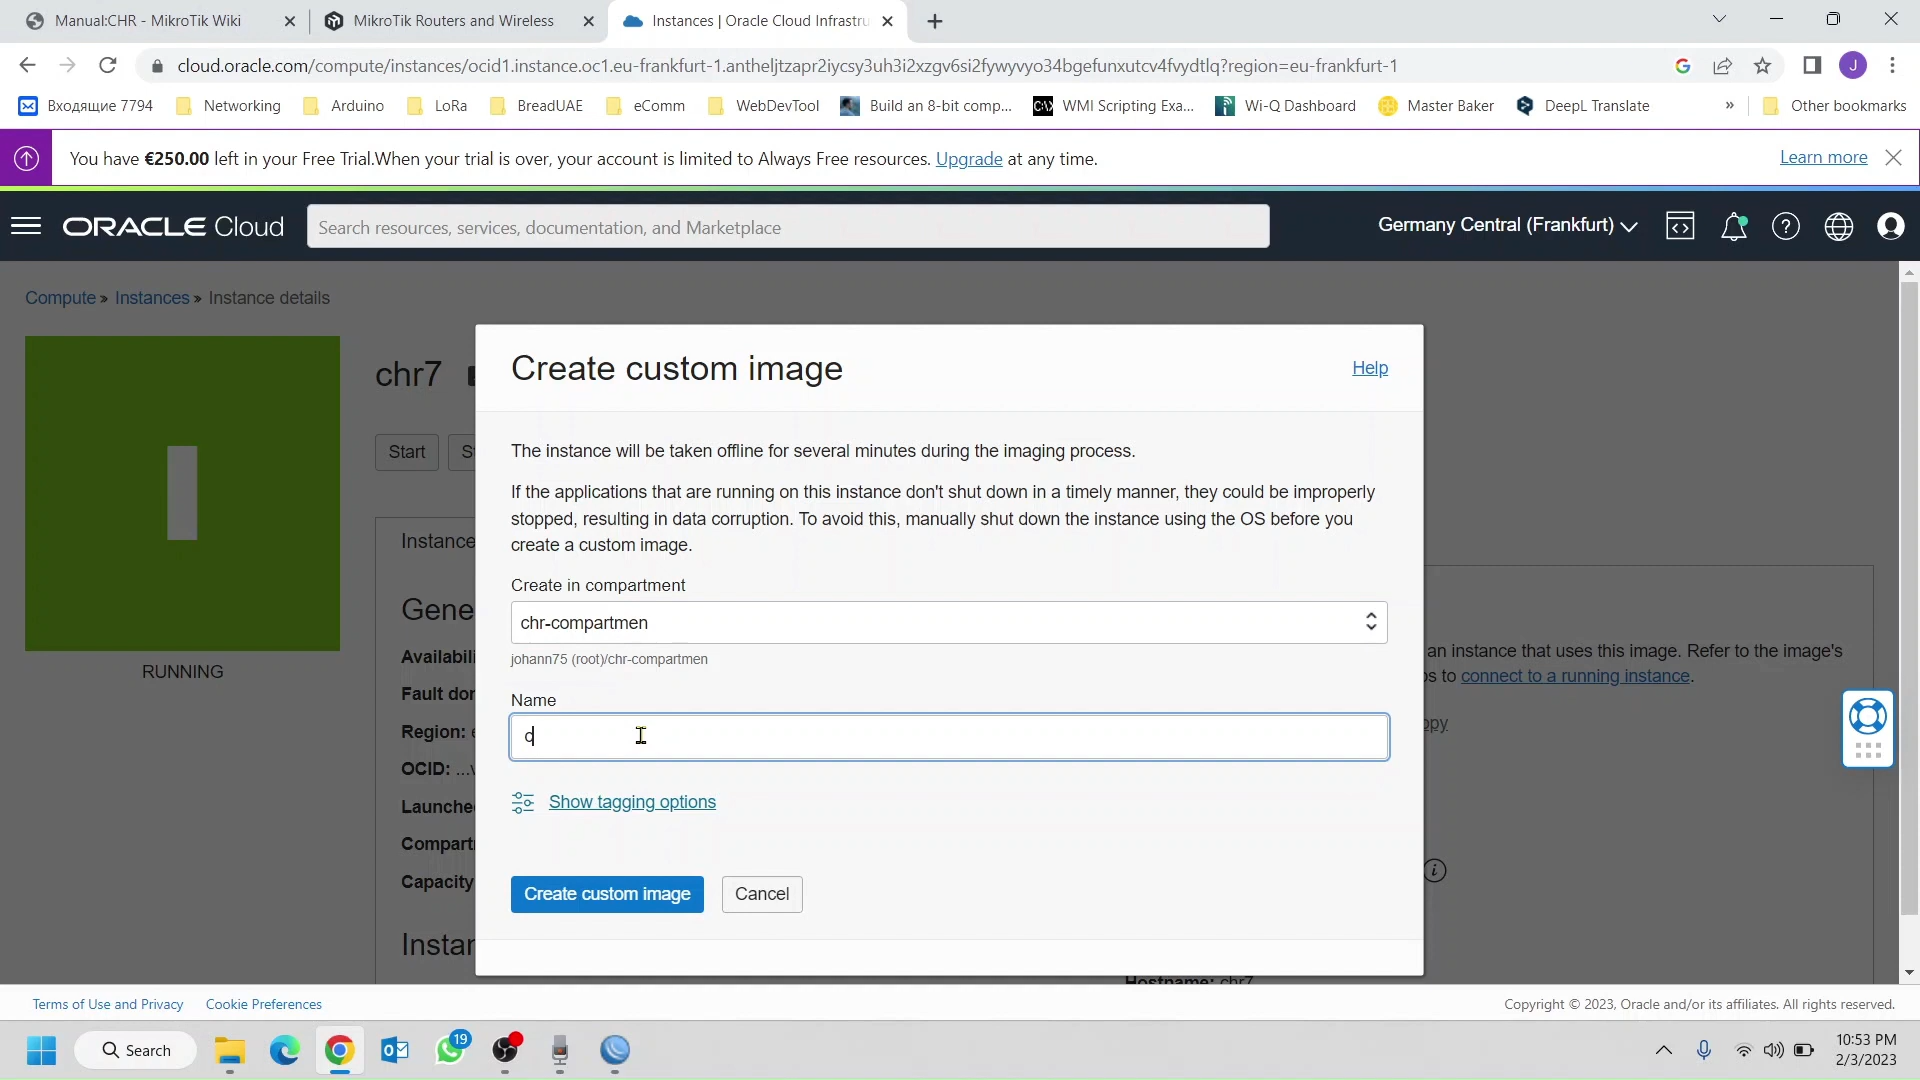 Manual:CHR - MikroTik Wiki
MikroTik Routers and Wireless
Instances | Oracle Cloud Infrastru
cloud.oracle.com/compute/instances/ocid1.instance.oc1.eu-frankfurt-1.antheljtzapr2iycsy3uh3i2xzgv6si2fywyvyo34bgefunxutcv4fvydtlq?region=eu-frankfurt-1
J
Входящие 7794
Networking
Arduino
LoRa
BreadUAE
eComm
WebDevTool
Build an 8-bit comp...
WMI Scripting Exa...
Wi-Q Dashboard
Master Baker
DeepL Translate
»
Other bookmarks
You have €250.00 left in your Free Trial.When your trial is over, your account is limited to Always Free resources. Upgrade at any time.
Learn more
ORACLE Cloud
Search resources, services, documentation, and Marketplace
Germany Central (Frankfurt)
Compute » Instances » Instance details
I
RUNNING
chr7
Start
S
Instance
Gene
Availabili
Fault dor
Region:
OCID: ...
Launche
Compart
Capacity
Instar
Create custom image
Help
The instance will be taken offline for several minutes during the imaging process.
If the applications that are running on this instance don't shut down in a timely manner, they could be improperly
stopped, resulting in data corruption. To avoid this, manually shut down the instance using the OS before you
create a custom image.
Create in compartment
chr-compartmen
johann75 (root)/chr-compartmen
Name
c
Show tagging options
Create custom image
Cancel
an instance that uses this image. Refer to the image's
os to connect to a running instance.
opy
Hostname: chr7
Terms of Use and Privacy
Cookie Preferences
Copyright © 2023, Oracle and/or its affiliates. All rights reserved.
Search
19
10:53 PM
2/3/2023